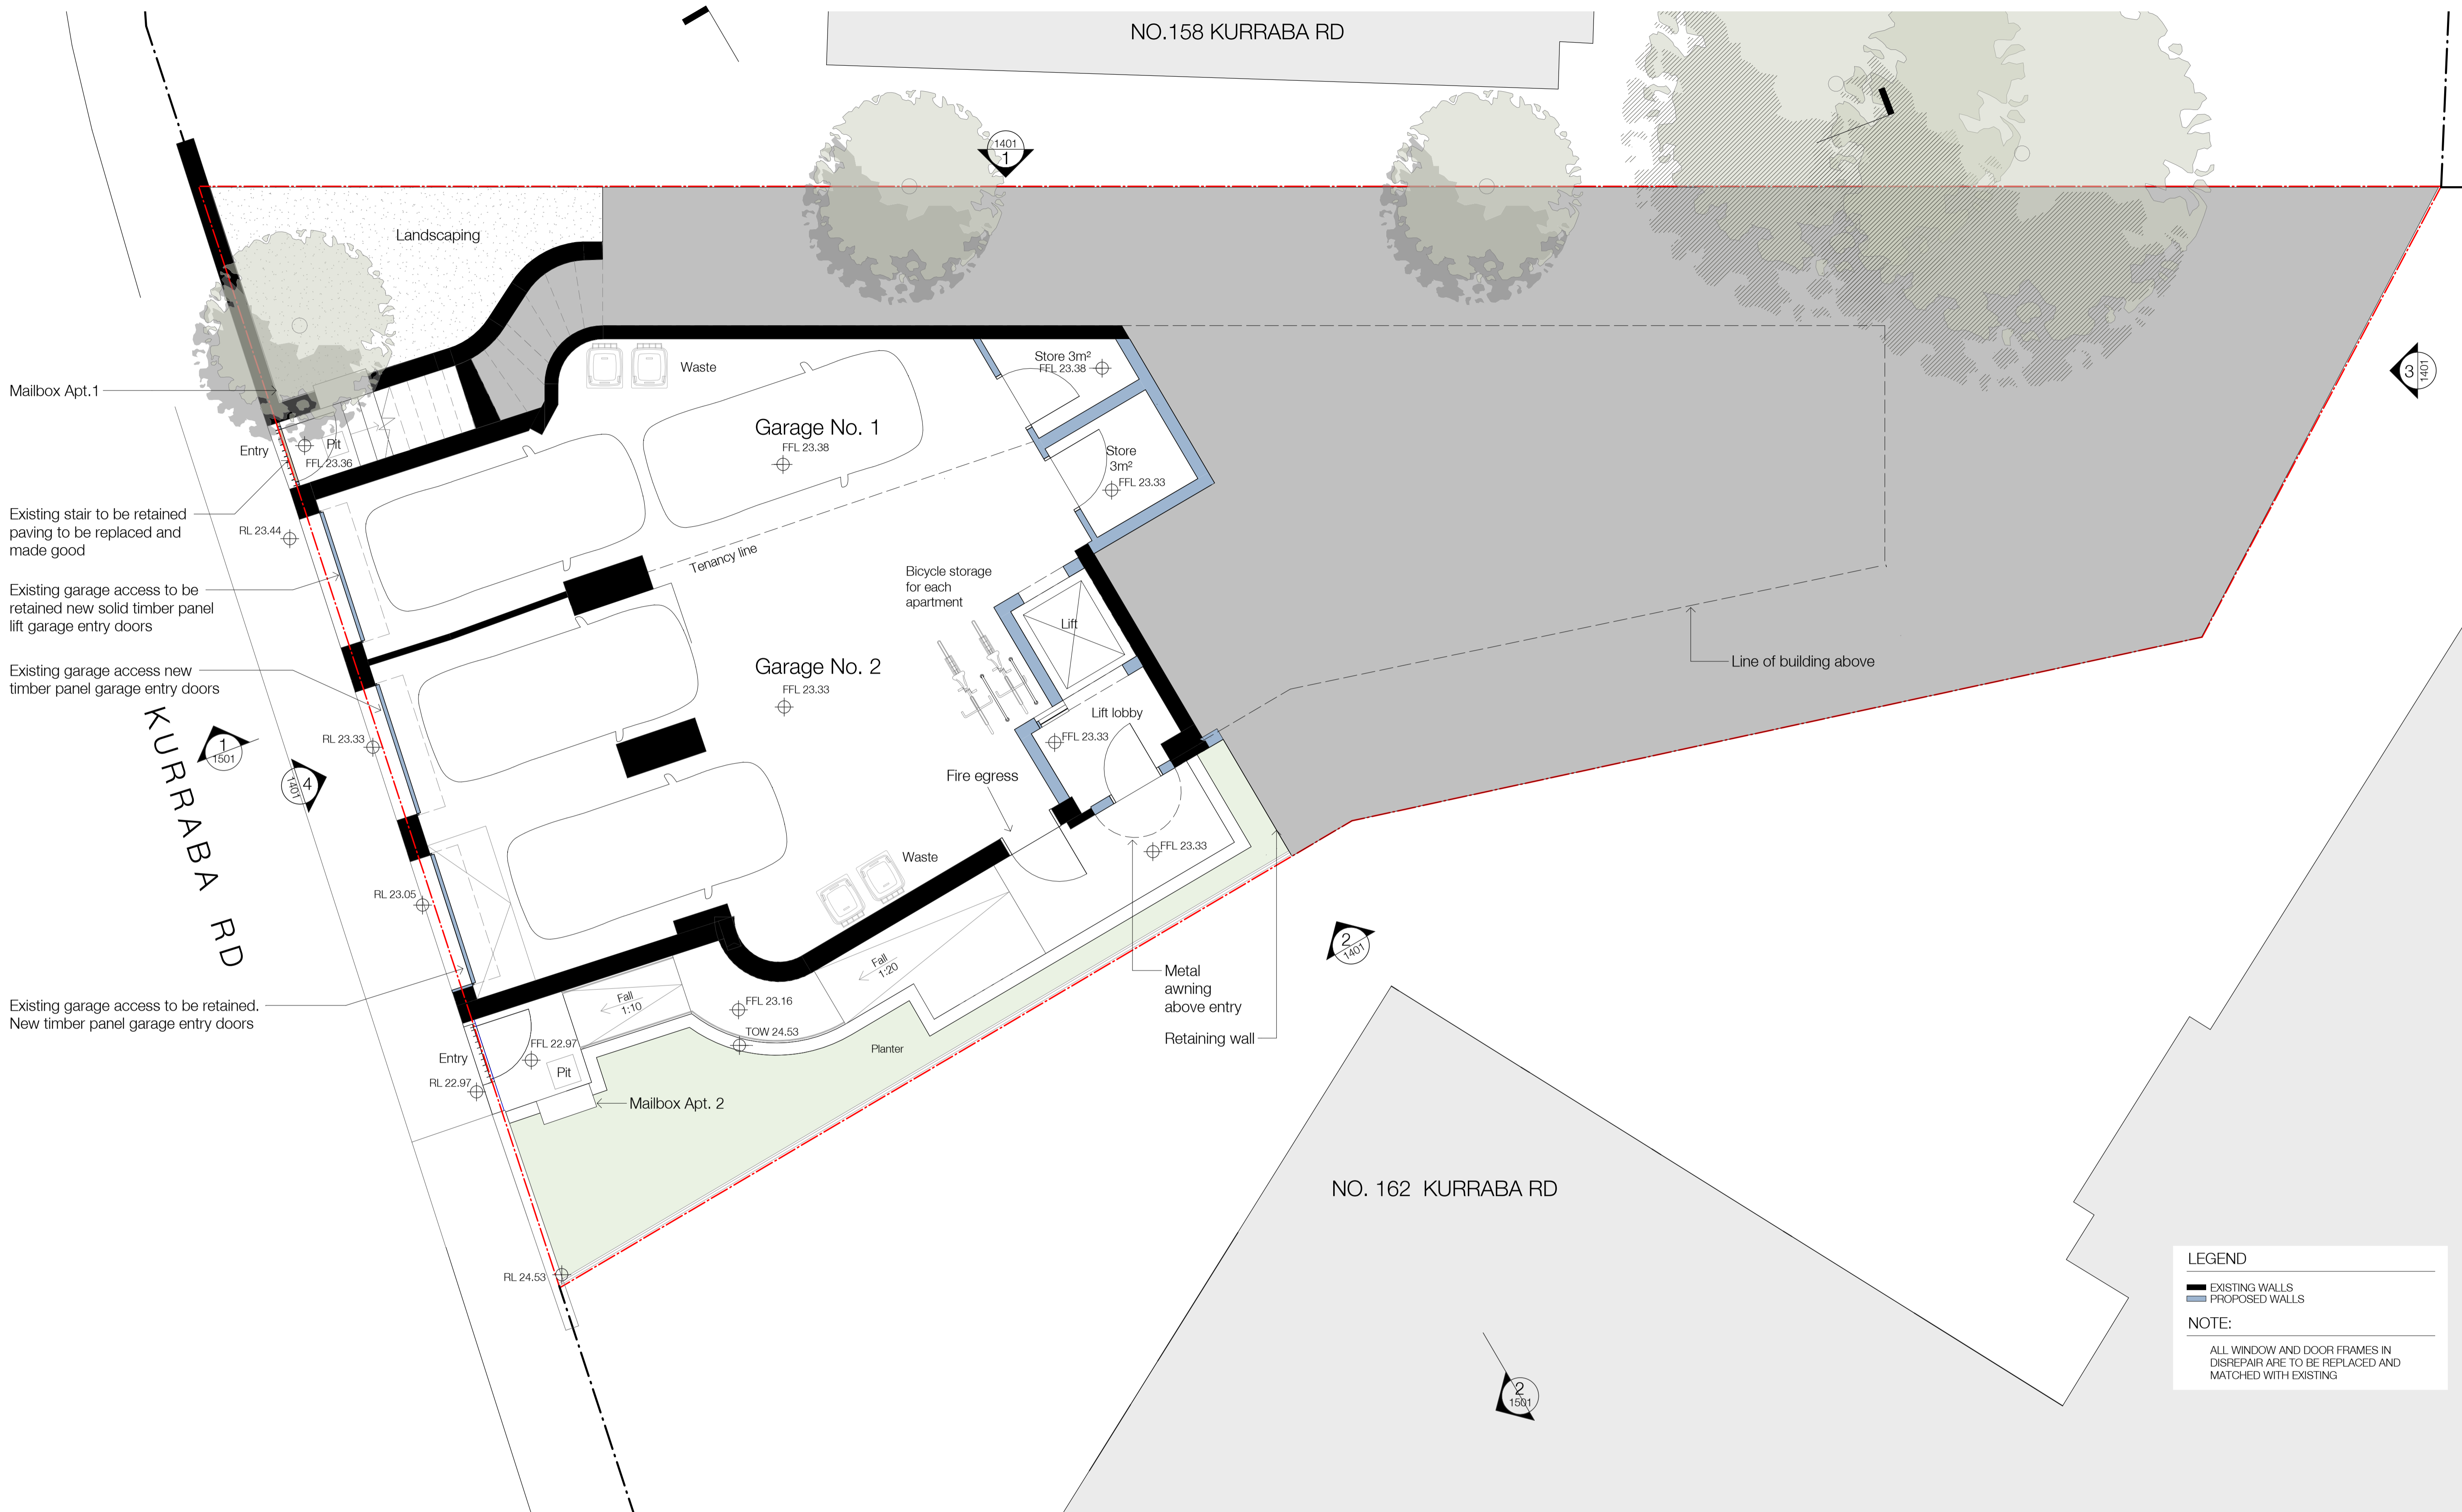 NO.158 KURRABA RD
1401
1
Landscaping
Mailbox Apt.1
Entry
Pit
FFL 23.36
Waste
Store 3m²
FFL 23.38
Garage No. 1
FFL 23.38
Store
3m²
FFL 23.33
3
1401
Existing stair to be retained
paving to be replaced and
made good
RL 23.44
Tenancy line
Bicycle storage
for each
apartment
Existing garage access to be
retained new solid timber panel
lift garage entry doors
Lift
Line of building above
Existing garage access new
timber panel garage entry doors
Garage No. 2
FFL 23.33
Lift lobby
FFL 23.33
KURRABA RD
1
1501
RL 23.33
4
1401
Fire egress
FFL 23.33
Waste
RL 23.05
2
1401
Fall
1:20
Metal
awning
above entry
Retaining wall
Fall
1:10
FFL 23.16
TOW 24.53
Planter
Existing garage access to be retained.
New timber panel garage entry doors
Entry
FFL 22.97
Pit
RL 22.97
Mailbox Apt. 2
NO. 162 KURRABA RD
RL 24.53
2
1501
LEGEND
EXISTING WALLS
PROPOSED WALLS
NOTE:
ALL WINDOW AND DOOR FRAMES IN
DISREPAIR ARE TO BE REPLACED AND
MATCHED WITH EXISTING